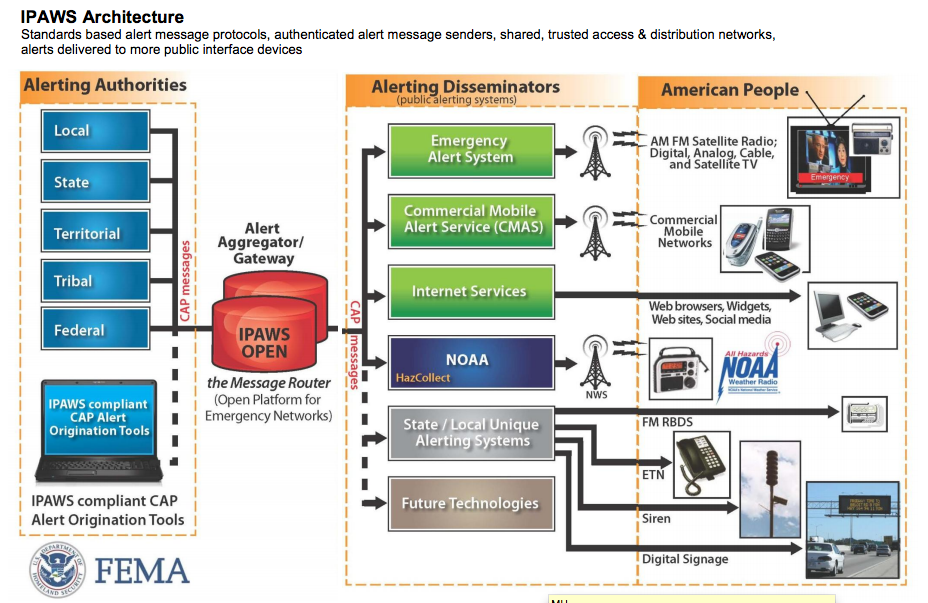 IPAWS Architecture
Standards based alert message protocols, authenticated alert message senders, shared, trusted access & distribution networks,
alerts delivered to more public interface devices
Alerting Authorities
Local
State
Territorial
Tribal
Federal
CAP messages
IPAWS compliant
CAP Alert
Origination Tools
IPAWS compliant CAP
Alert Origination Tools
FEMA
Alert
Aggregator/
Gateway
IPAWS
OPEN
the Message Router
(Open Platform for
Emergency Networks)
CAP messages
Alerting Disseminators
(public alerting systems)
Emergency
Alert System
Commercial Mobile
Alert Service (CMAS)
Internet Services
NOAA
HazCollect
State / Local Unique
Alerting Systems
Future Technologies
NWS
American People
AM FM Satellite Radio;
Digital, Analog, Cable,
and Satellite TV
Emergency
Commercial
Mobile
Networks
Web browsers, Widgets,
Web sites, Social media
All Hazards
NOAA
Weather Radio
FM RBDS
ETN
Siren
Digital Signage